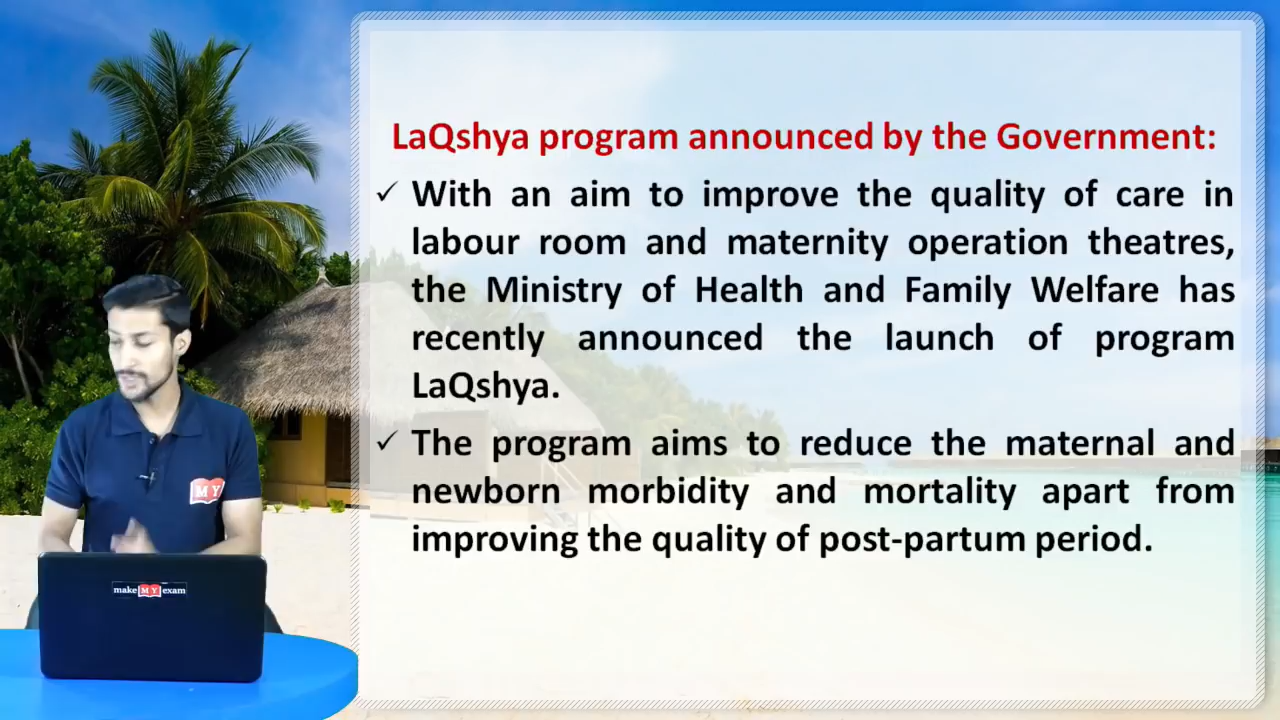 LaQshya program announced by the Government:
✓ With an aim to improve the quality of care in
labour room and maternity operation theatres,
the Ministry of Health and Family Welfare has
recently announced the launch of program
LaQshya.
✓ The program aims to reduce the maternal and
newborn morbidity and mortality apart from
improving the quality of post-partum period.
MY
make MY exam